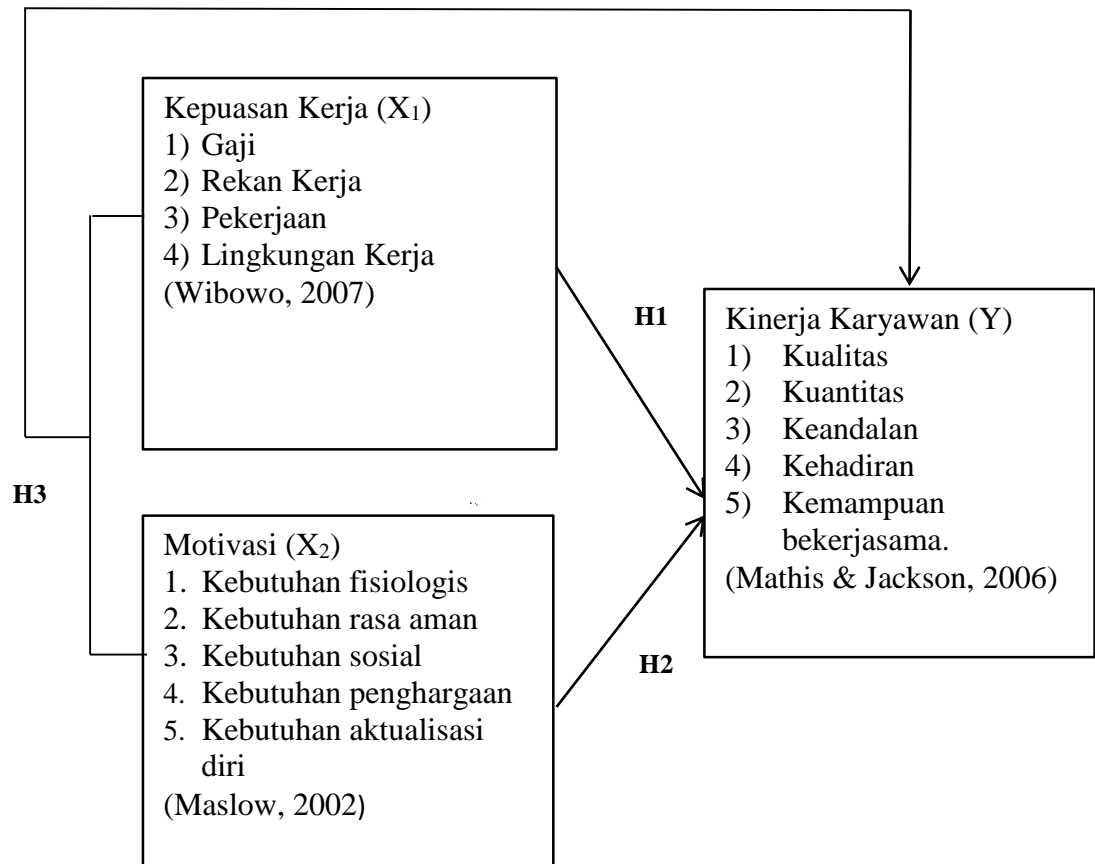 Kepuasan Kerja (X₁)
1) Gaji
2) Rekan Kerja
3) Pekerjaan
4) Lingkungan Kerja
(Wibowo, 2007)
H1
Kinerja Karyawan (Y)
1) Kualitas
2) Kuantitas
3) Keandalan
4) Kehadiran
5) Kemampuan
bekerjasama.
(Mathis & Jackson, 2006)
H3
Motivasi (X₂)
1. Kebutuhan fisiologis
2. Kebutuhan rasa aman
3. Kebutuhan sosial
4. Kebutuhan penghargaan
5. Kebutuhan aktualisasi
diri
(Maslow, 2002)
H2